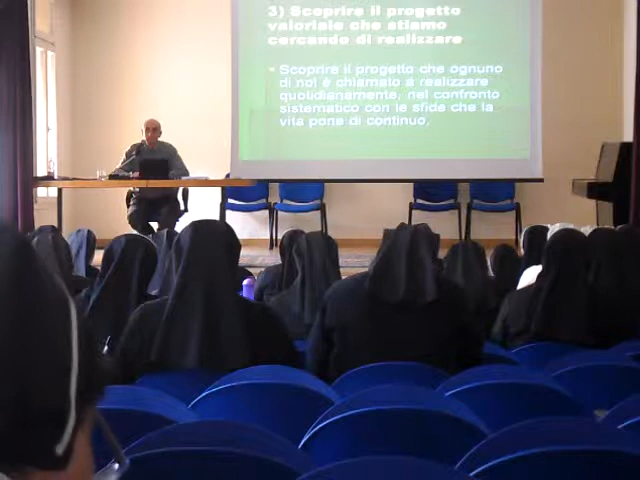 3) Scoprire il progetto
valoriale che stiamo
cercando di realizzare
• Scoprire il progetto che ognuno
di noi è chiamato a realizzare
quotidianamente, nel confronto
sistematico con le sfide che la
vita pone di continuo.